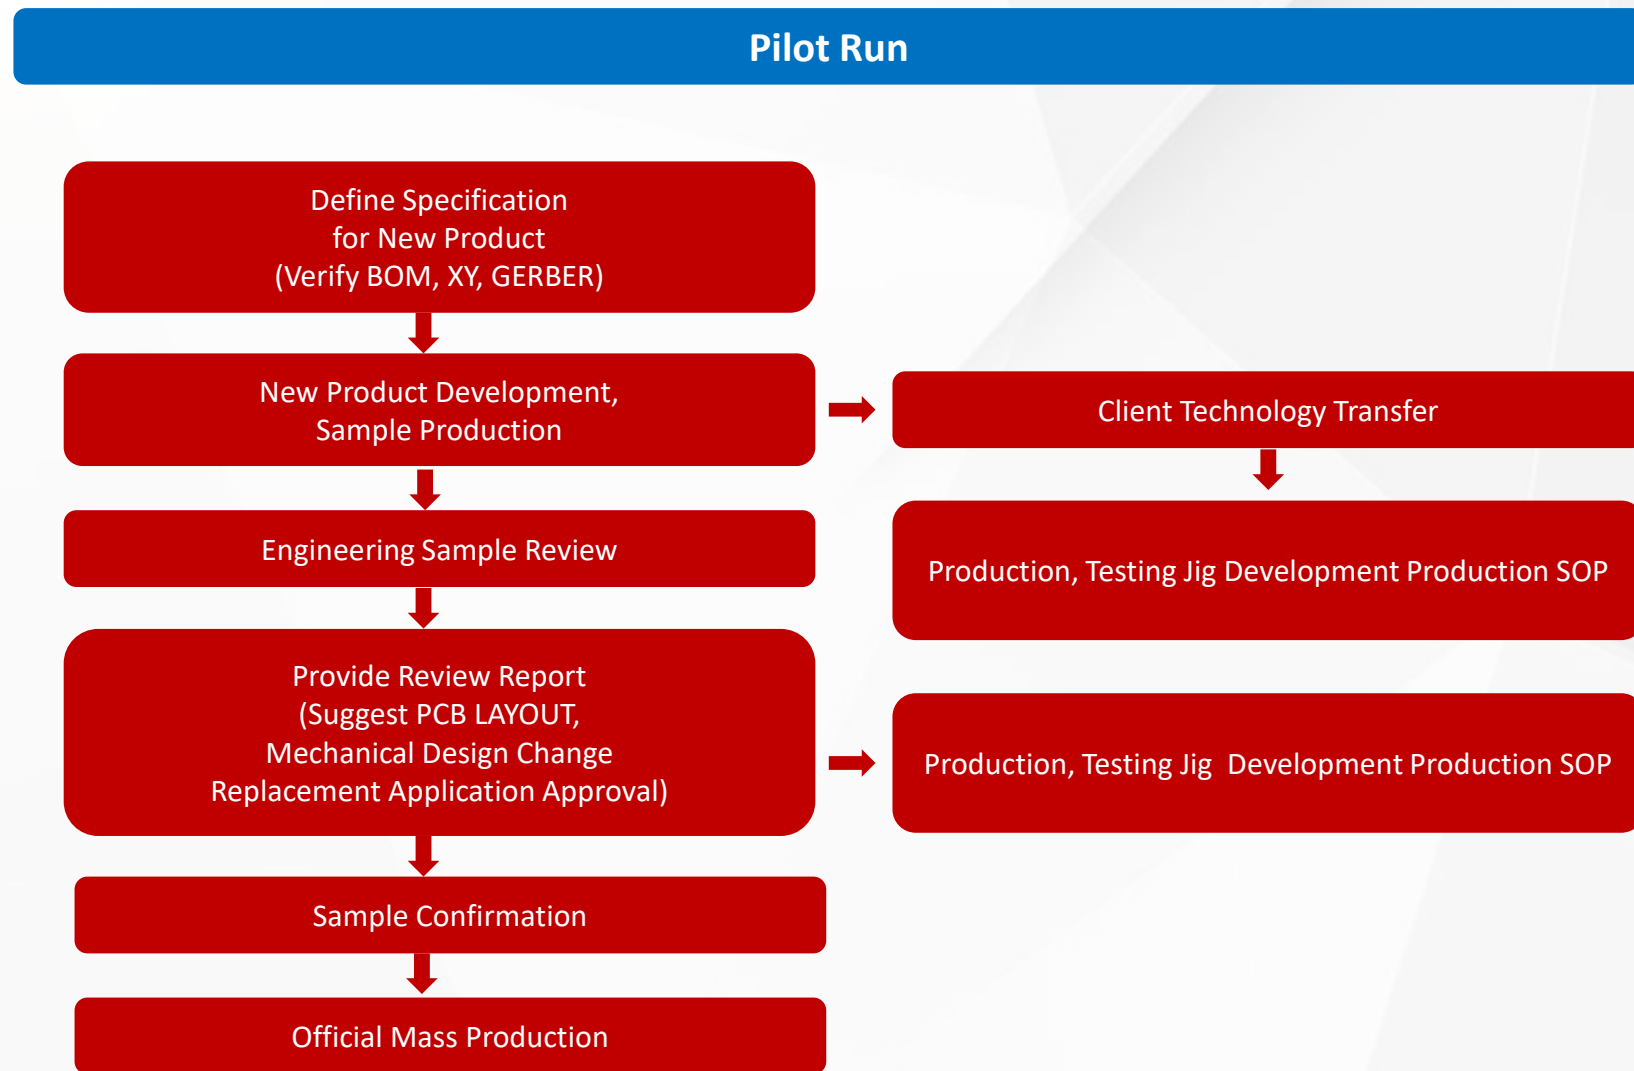 Pilot Run
Define Specification
for New Product
(Verify BOM, XY, GERBER)
New Product Development,
Sample Production
Client Technology Transfer
Engineering Sample Review
Production, Testing Jig Development Production SOP
Provide Review Report
(Suggest PCB LAYOUT,
Mechanical Design Change
Replacement Application Approval)
Production, Testing Jig  Development Production SOP
Sample Confirmation
Official Mass Production